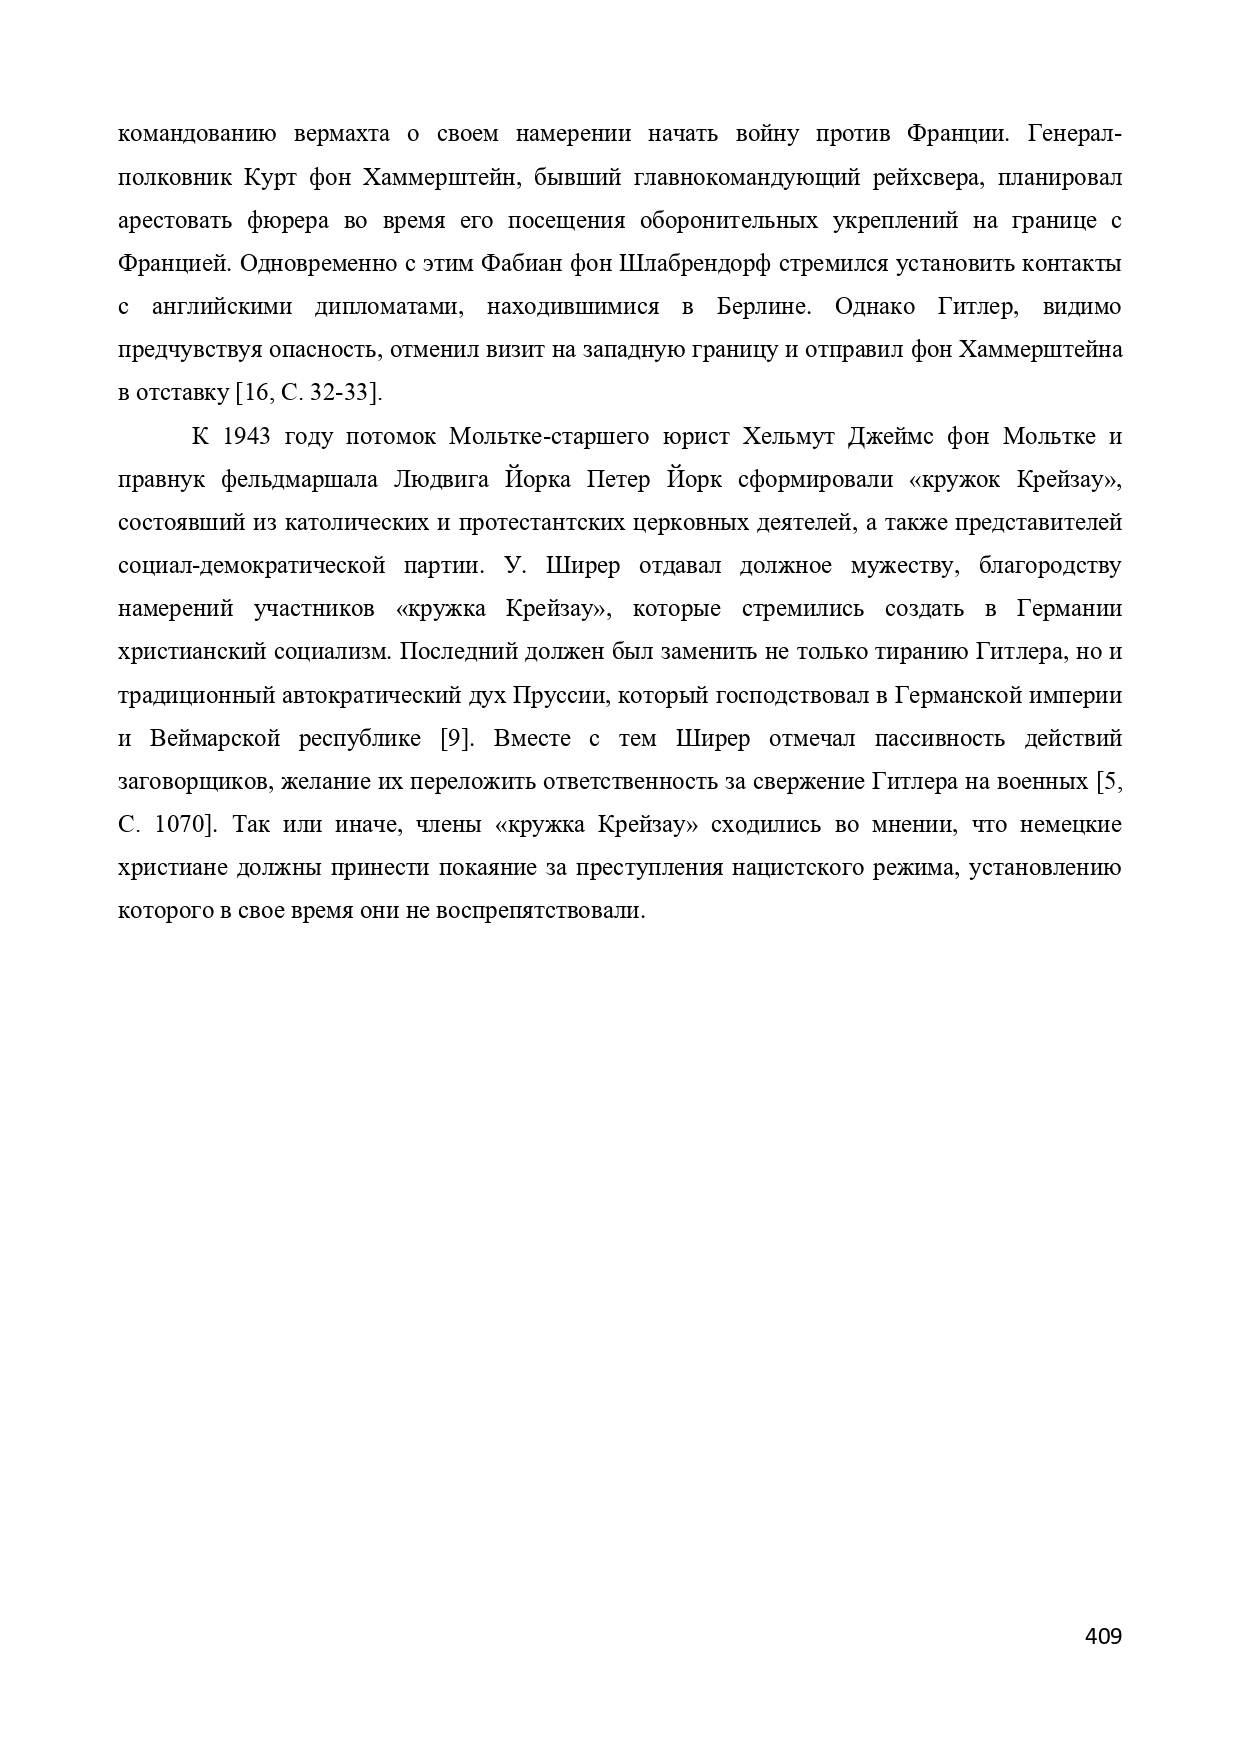 командованию вермахта о своем намерении начать войну против Франции. Генерал-
полковник Курт фон Хаммерштейн, бывший главнокомандующий рейхсвера, планировал
арестовать фюрера во время его посещения оборонительных укреплений на границе с
Францией. Одновременно с этим Фабиан фон Шлабрендорф стремился установить контакты
с английскими дипломатами, находившимися в Берлине. Однако Гитлер, видимо
предчувствуя опасность, отменил визит на западную границу и отправил фон Хаммерштейна
в отставку [16, С. 32-33].
К 1943 году потомок Мольтке-старшего юрист Хельмут Джеймс фон Мольтке и
правнук фельдмаршала Людвига Йорка Петер Йорк сформировали «кружок Крейзау»,
состоявший из католических и протестантских церковных деятелей, а также представителей
социал-демократической партии. У. Ширер отдавал должное мужеству, благородству
намерений участников «кружка Крейзау», которые стремились создать в Германии
христианский социализм. Последний должен был заменить не только тиранию Гитлера, но и
традиционный автократический дух Пруссии, который господствовал в Германской империи
и Веймарской республике [9]. Вместе с тем Ширер отмечал пассивность действий
заговорщиков, желание их переложить ответственность за свержение Гитлера на военных [5,
С. 1070]. Так или иначе, члены «кружка Крейзау» сходились во мнении, что немецкие
христиане должны принести покаяние за преступления нацистского режима, установлению
которого в свое время они не воспрепятствовали.
409